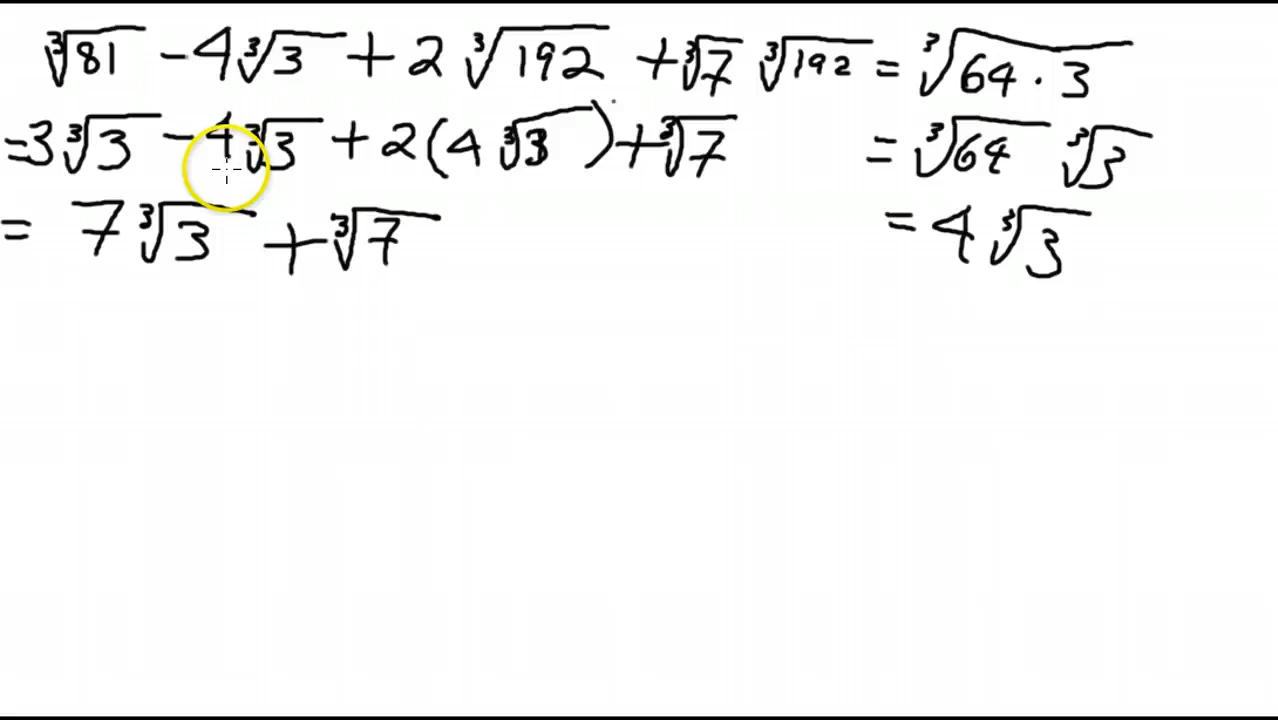 ∛81 − 4∛3 + 2∛192 + ∛7
= 3∛3 − 4∛3 + 2(4∛3) + ∛7
= 7∛3 + ∛7
∛192 = ∛64 · 3
= ∛64 ∛3
= 4∛3